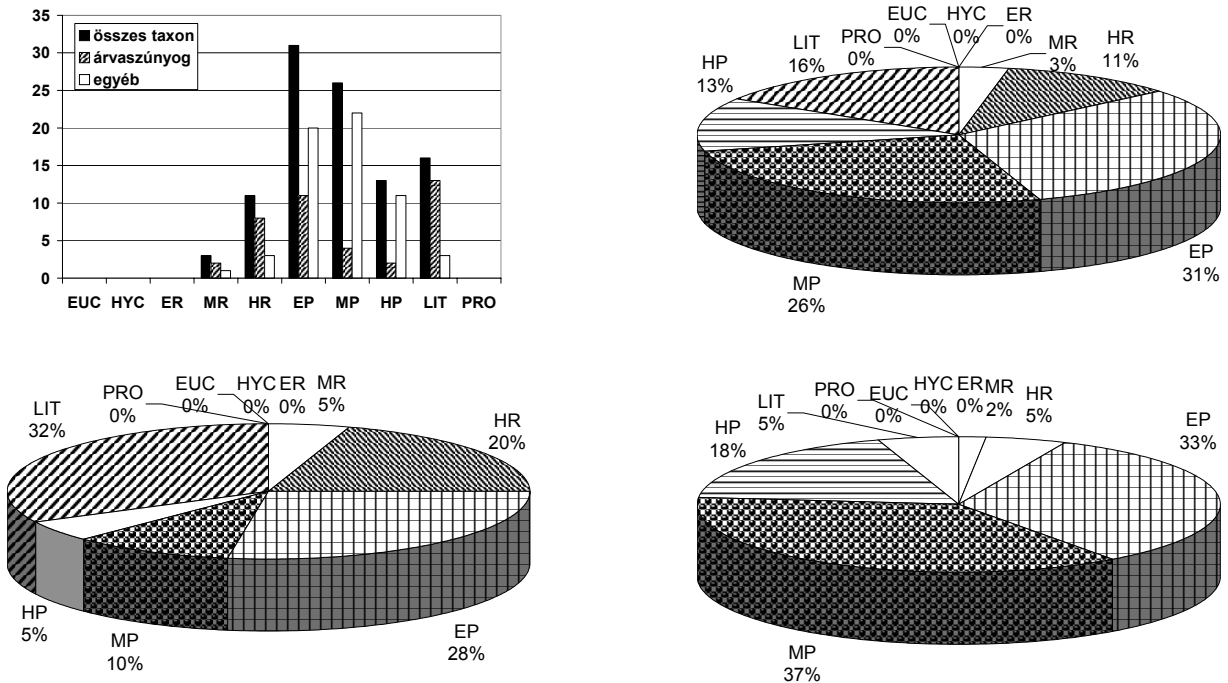 35
30
25
20
15
10
5
0
összes taxon
árvaszúnyog
egyéb
EUC HYC ER MR HR EP MP HP LIT PRO
EUC
0%
HYC
0%
ER
0%
MR
3%
HR
11%
EP
31%
MP
26%
HP
13%
LIT
16%
PRO
0%
EUC
0%
HYC
0%
ER
0%
MR
5%
HR
20%
EP
28%
MP
10%
HP
5%
LIT
32%
PRO
0%
EUC
0%
HYC
0%
ER
0%
MR
2%
HR
5%
EP
33%
MP
37%
HP
18%
LIT
5%
PRO
0%